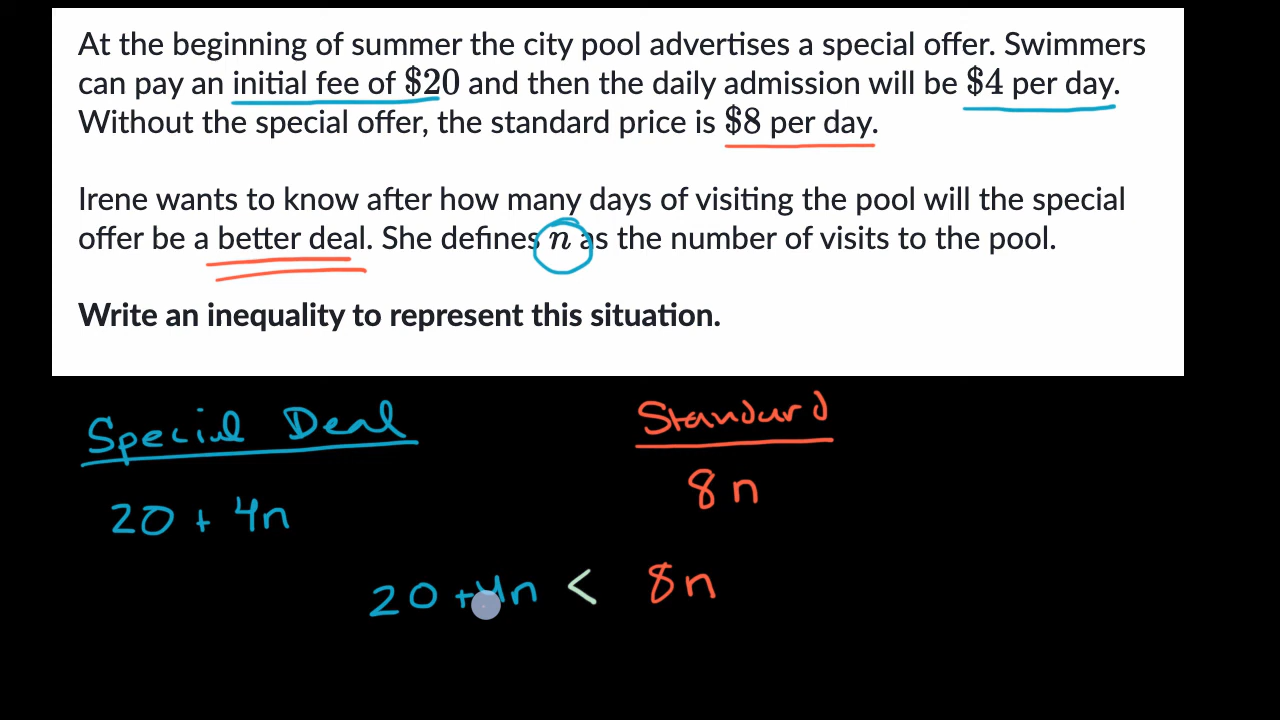 At the beginning of summer the city pool advertises a special offer. Swimmers
can pay an initial fee of $20 and then the daily admission will be $4 per day.
Without the special offer, the standard price is $8 per day.
Irene wants to know after how many days of visiting the pool will the special
offer be a better deal. She defines n as the number of visits to the pool.
Write an inequality to represent this situation.
Special Deal
Standard
20 + 4n
8n
20 + 4n < 8n